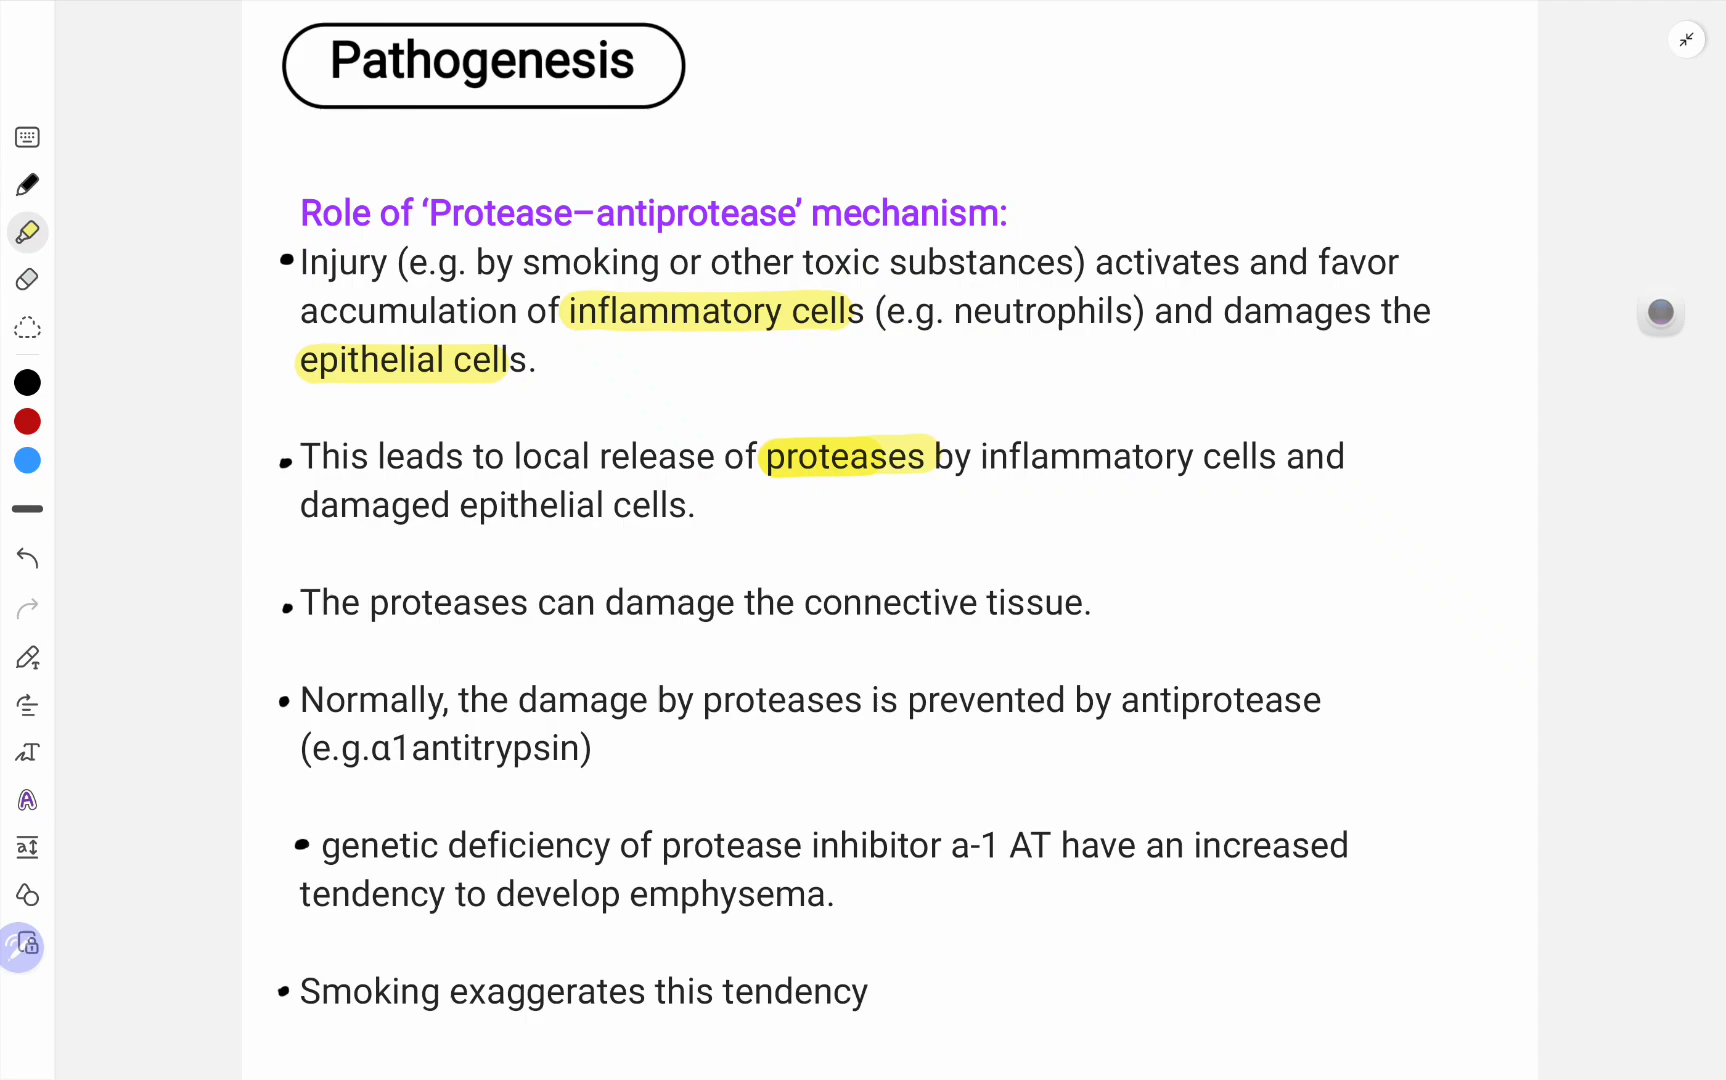 Pathogenesis
Role of ‘Protease–antiprotease’ mechanism:
•Injury (e.g. by smoking or other toxic substances) activates and favor
accumulation of inflammatory cells (e.g. neutrophils) and damages the
epithelial cells.
•This leads to local release of proteases by inflammatory cells and
damaged epithelial cells.
•The proteases can damage the connective tissue.
•Normally, the damage by proteases is prevented by antiprotease
(e.g.α1antitrypsin)
• genetic deficiency of protease inhibitor a-1 AT have an increased
tendency to develop emphysema.
•Smoking exaggerates this tendency